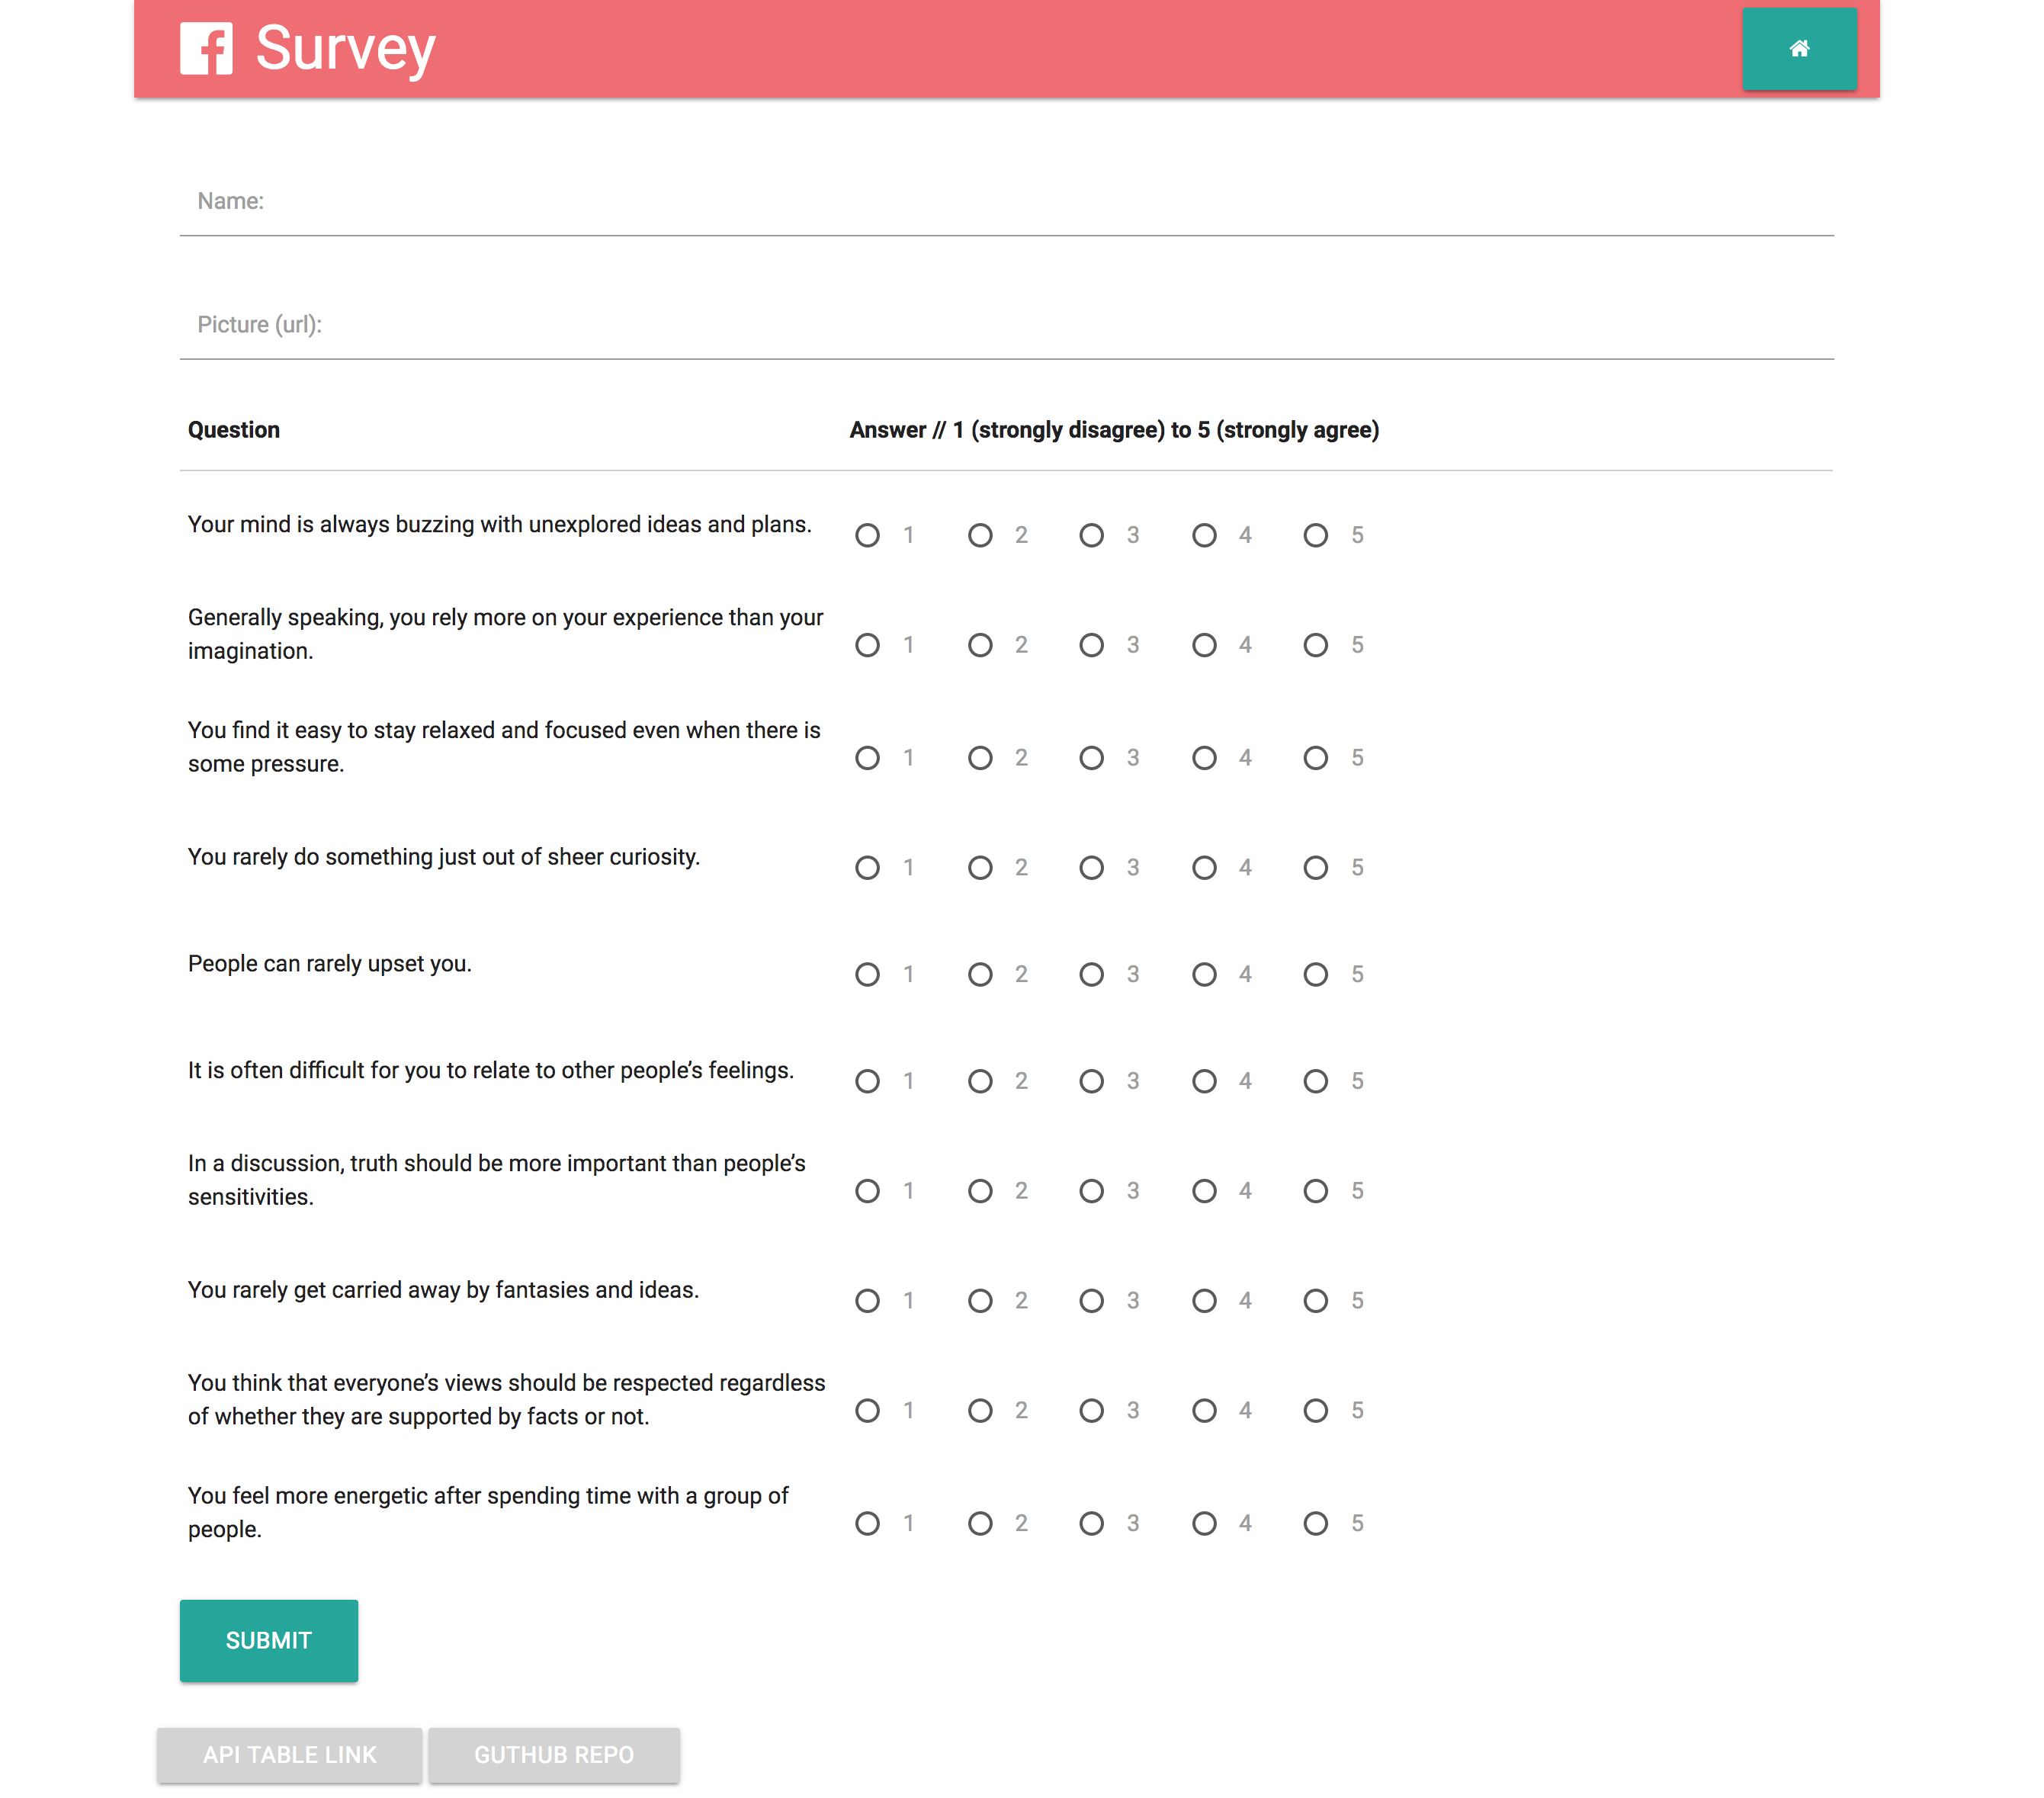 Survey
Name:
Picture (url):
Question
Answer // 1 (strongly disagree) to 5 (strongly agree)
Your mind is always buzzing with unexplored ideas and plans.
1 2 3 4 5
Generally speaking, you rely more on your experience than your
imagination.
1 2 3 4 5
You find it easy to stay relaxed and focused even when there is
some pressure.
1 2 3 4 5
You rarely do something just out of sheer curiosity.
1 2 3 4 5
People can rarely upset you.
1 2 3 4 5
It is often difficult for you to relate to other people’s feelings.
1 2 3 4 5
In a discussion, truth should be more important than people’s
sensitivities.
1 2 3 4 5
You rarely get carried away by fantasies and ideas.
1 2 3 4 5
You think that everyone’s views should be respected regardless
of whether they are supported by facts or not.
1 2 3 4 5
You feel more energetic after spending time with a group of
people.
1 2 3 4 5
SUBMIT
API TABLE LINK
GUTHUB REPO